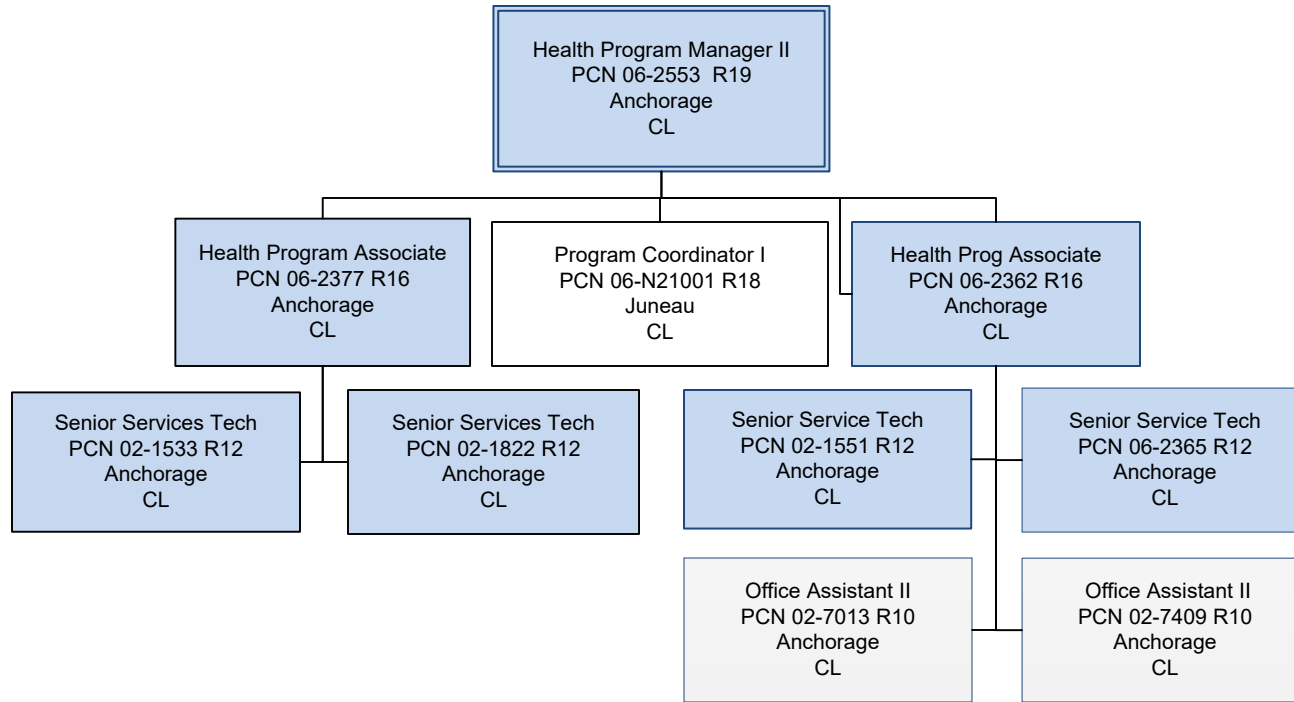 Health Program Manager II
PCN 06-2553  R19
Anchorage
CL
Health Program Associate
PCN 06-2377 R16
Anchorage
CL
Program Coordinator I
PCN 06-N21001 R18
Juneau
CL
Health Prog Associate
PCN 06-2362 R16
Anchorage
CL
Senior Services Tech
PCN 02-1533 R12
Anchorage
CL
Senior Services Tech
PCN 02-1822 R12
Anchorage
CL
Senior Service Tech
PCN 02-1551 R12
Anchorage
CL
Senior Service Tech
PCN 06-2365 R12
Anchorage
CL
Office Assistant II
PCN 02-7013 R10
Anchorage
CL
Office Assistant II
PCN 02-7409 R10
Anchorage
CL